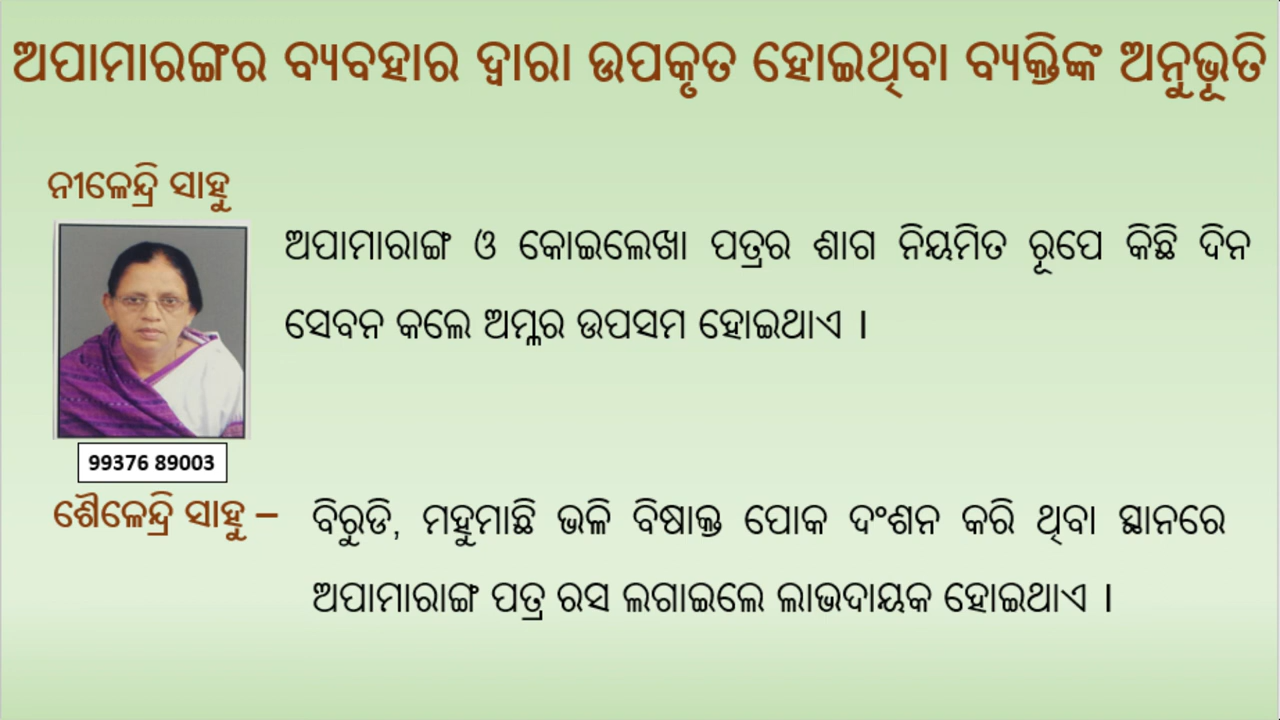 ଅପାମାରଙ୍ଗର ବ୍ୟବହାର ଦ୍ଵାରା ଉପକୃତ ହୋଇଥିବା ବ୍ୟକ୍ତିଙ୍କ ଅନୁଭୂତି
ନୀଳେନ୍ଦ୍ରି ସାହୁ
ଅପାମାରାଙ୍ଗ ଓ କୋଇଲେଖା ପତ୍ରର ଶାଗ ନିୟମିତ ରୂପେ କିଛି ଦିନ
ସେବନ କଲେ ଅମ୍ଳର ଉପସମ ହୋଇଥାଏ ।
99376 89003
ଶୈଳେନ୍ଦ୍ରି ସାହୁ – ବିରୁଡି, ମହୁମାଛି ଭଳି ବିଷାକ୍ତ ପୋକ ଦଂଶନ କରି ଥିବା ସ୍ଥାନରେ
ଅପାମାରାଙ୍ଗ ପତ୍ର ରସ ଲଗାଇଲେ ଲାଭଦାୟକ ହୋଇଥାଏ ।